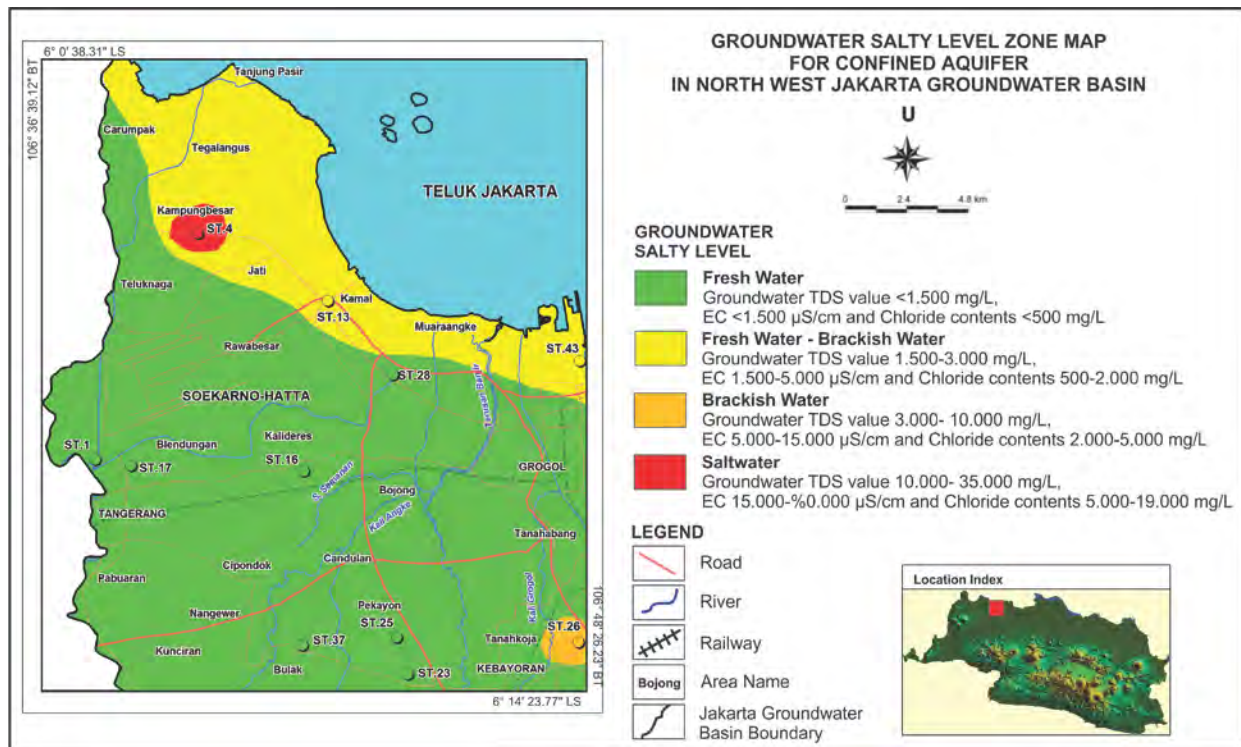 6° 0' 38.31" LS
106° 36' 39.12" BT
Tanjung Pasir
Carumpak
Tegalangus
TELUK JAKARTA
Kampungbesar
ST.4
Jati
Teluknaga
Kamal
ST.13
Muaraangke
Rawabesar
ST.43
ST.28
SOEKARNO-HATTA
Kalideres
ST.1
Blendungan
ST.17
ST.16
GROGOL
Bojong
Kali Angke
TANGERANG
Tanahabang
Candulan
Cipondok
Pabuaran
Kali Grogol
Pekayon
Nangewer
ST.25
ST.26
ST.37
Tanahkoja
Kunciran
Bulak
ST.23
KEBAYORAN
106° 48' 26.23" BT
6° 14' 23.77" LS
GROUNDWATER SALTY LEVEL ZONE MAP
FOR CONFINED AQUIFER
IN NORTH WEST JAKARTA GROUNDWATER BASIN
U
0 2.4 4.8 km
GROUNDWATER
SALTY LEVEL
Fresh Water
Groundwater TDS value <1.500 mg/L,
EC <1.500 µS/cm and Chloride contents <500 mg/L
Fresh Water - Brackish Water
Groundwater TDS value 1.500-3.000 mg/L,
EC 1.500-5.000 µS/cm and Chloride contents 500-2.000 mg/L
Brackish Water
Groundwater TDS value 3.000- 10.000 mg/L,
EC 5.000-15.000 µS/cm and Chloride contents 2.000-5.000 mg/L
Saltwater
Groundwater TDS value 10.000- 35.000 mg/L,
EC 15.000-%0.000 µS/cm and Chloride contents 5.000-19.000 mg/L
LEGEND
Road
River
Railway
Bojong Area Name
Jakarta Groundwater
Basin Boundary
Location Index